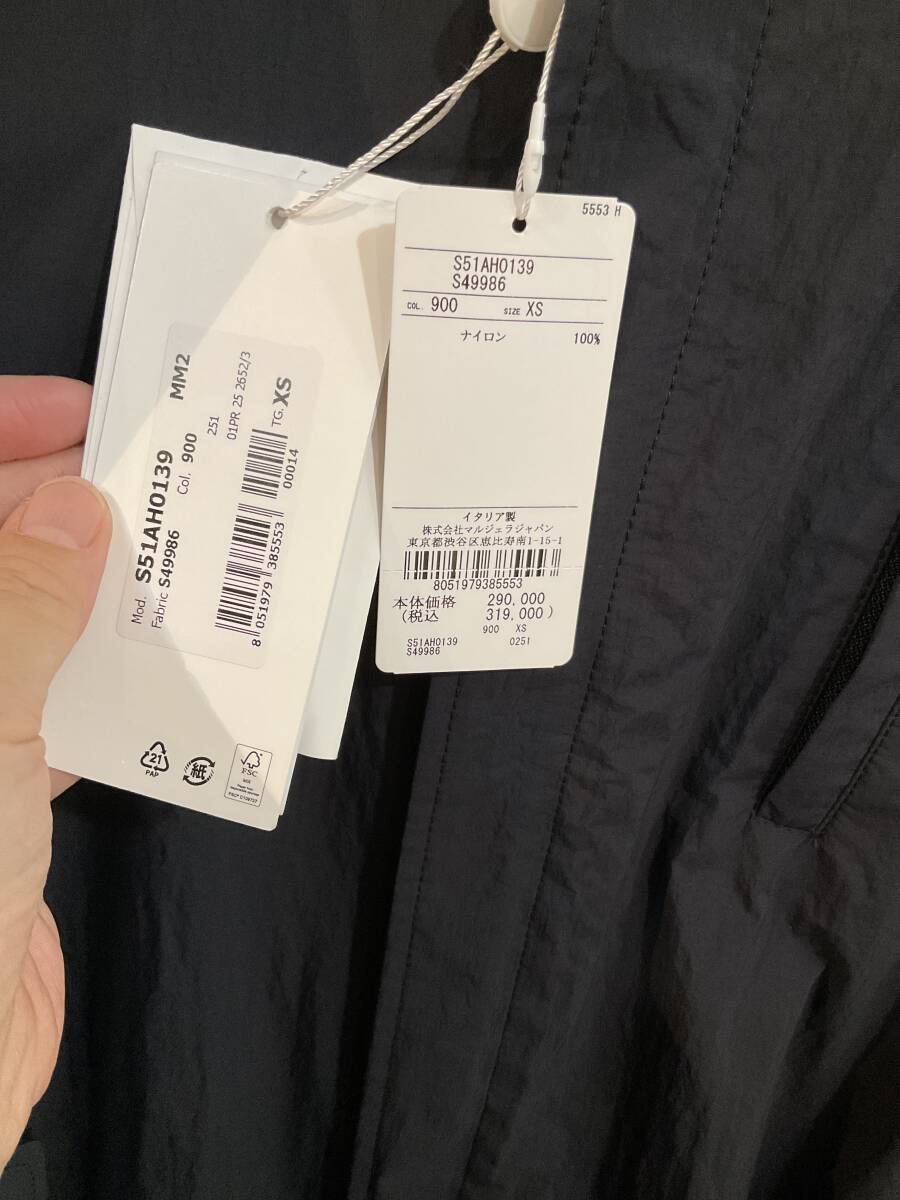 Mod. S51AH0139 MM2
Fabric S49986 Col. 900
251
01PR 25 2652/3
TG. XS
00014
8 051979 385553
21
PAP
紙
FSC
MIX
5553 H
S51AH0139
S49986
COL. 900 SIZE XS
ナイロン 100%
イタリア製
株式会社マルジェラジャパン
東京都渋谷区恵比寿南1-15-1
8051979385553
本体価格 290,000
(税込 319,000)
900 XS
S51AH0139 0251
S49986